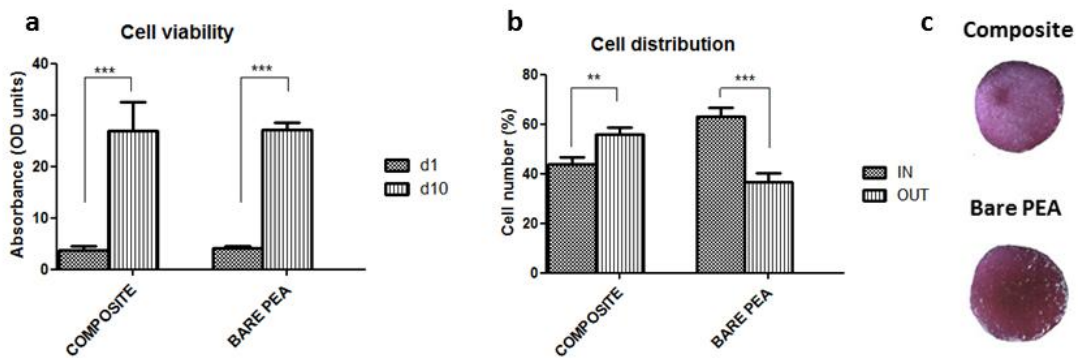 a
Cell viability
Absorbance (OD units)
40
30
20
10
0
***
***
COMPOSITE
BARE PEA
d1
d10
b
Cell distribution
Cell number (%)
80
60
40
20
0
**
***
COMPOSITE
BARE PEA
IN
OUT
c
Composite
Bare PEA